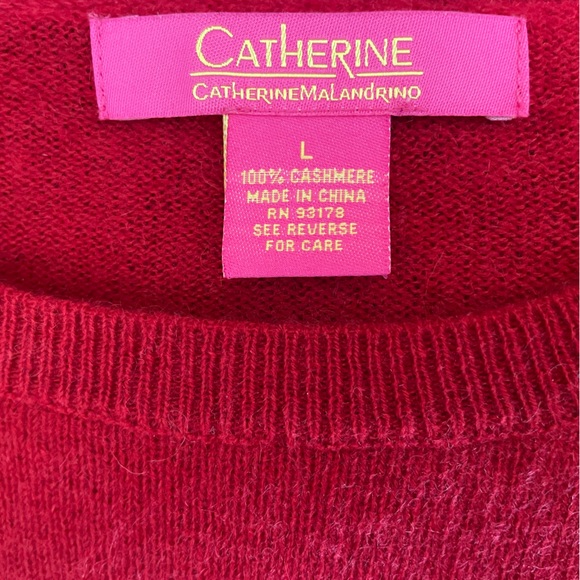 CATHERINE
CATHERINEMALANDRINO
L
100% CASHMERE
MADE IN CHINA
RN 93178
SEE REVERSE
FOR CARE